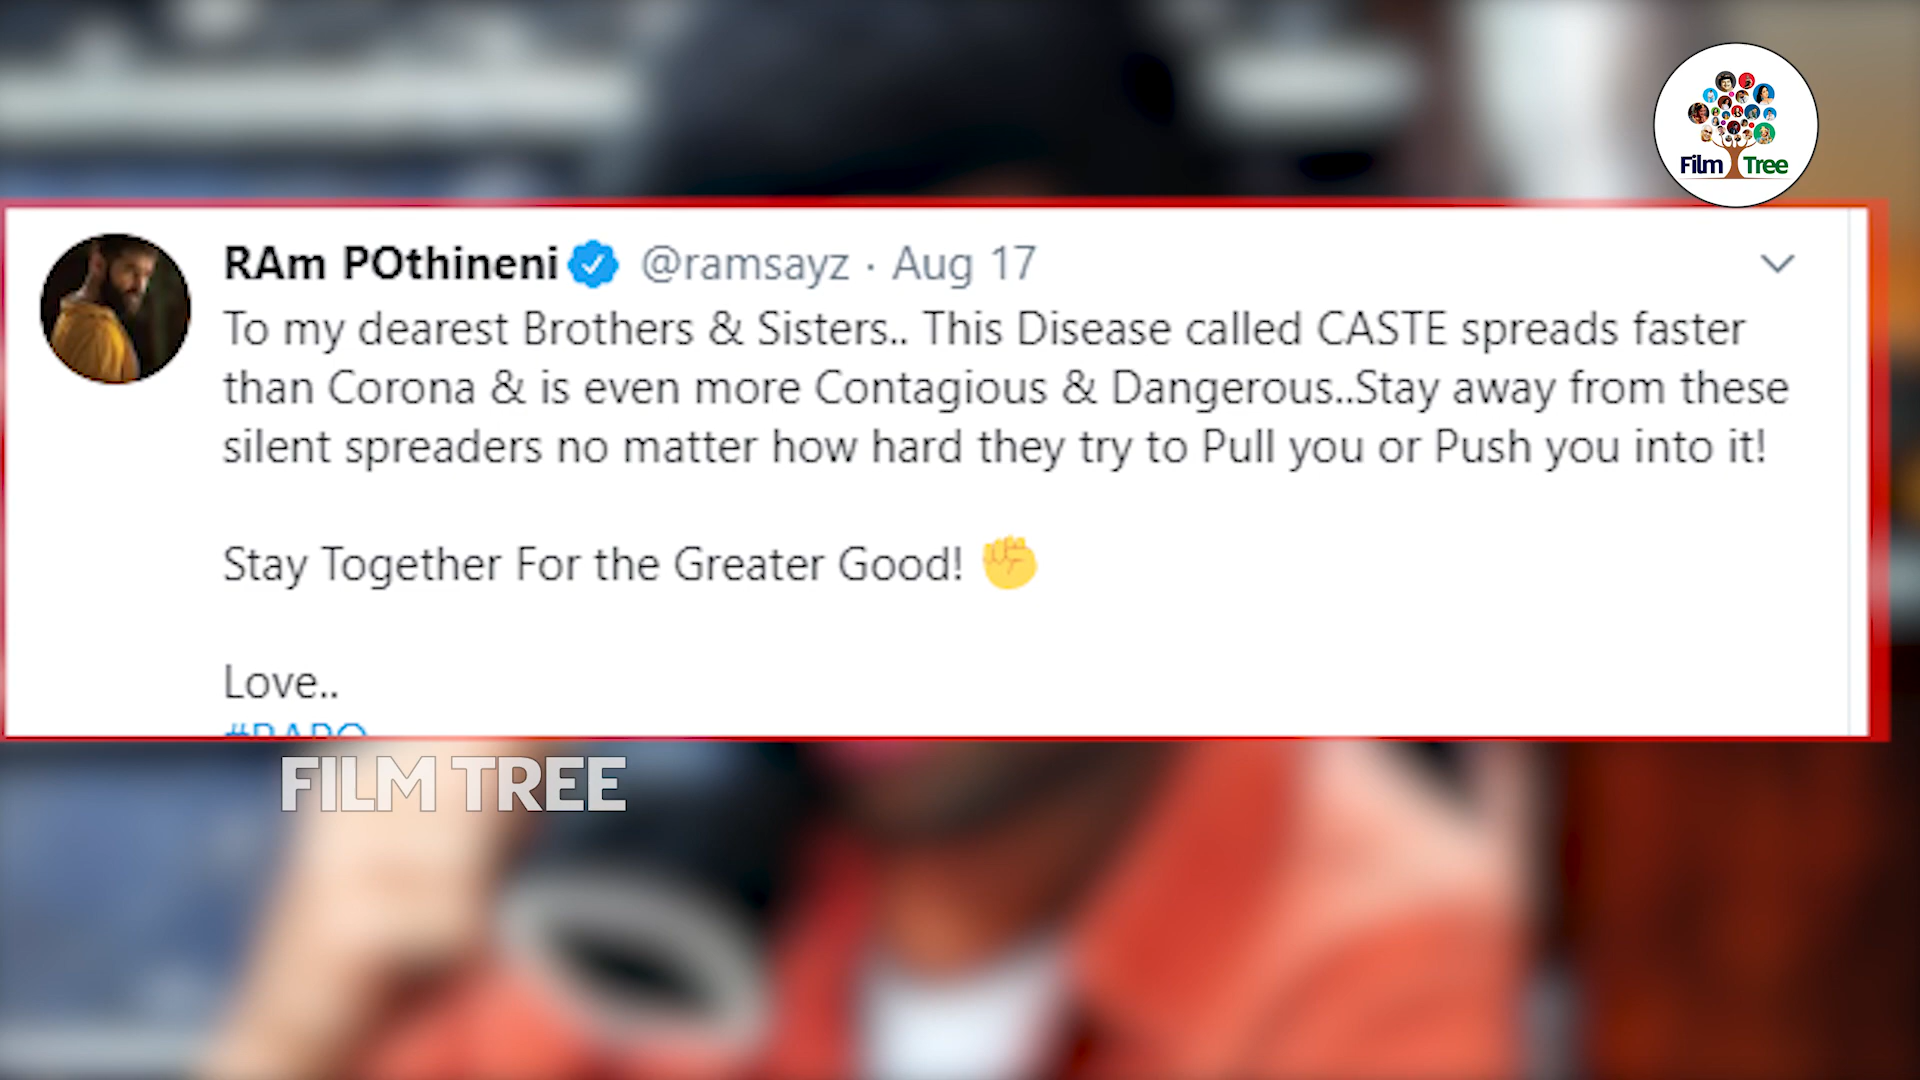 Film Tree
RAm POthineni @ramsayz · Aug 17
To my dearest Brothers & Sisters.. This Disease called CASTE spreads faster
than Corona & is even more Contagious & Dangerous..Stay away from these
silent spreaders no matter how hard they try to Pull you or Push you into it!
Stay Together For the Greater Good! ✊
Love..
FILM TREE